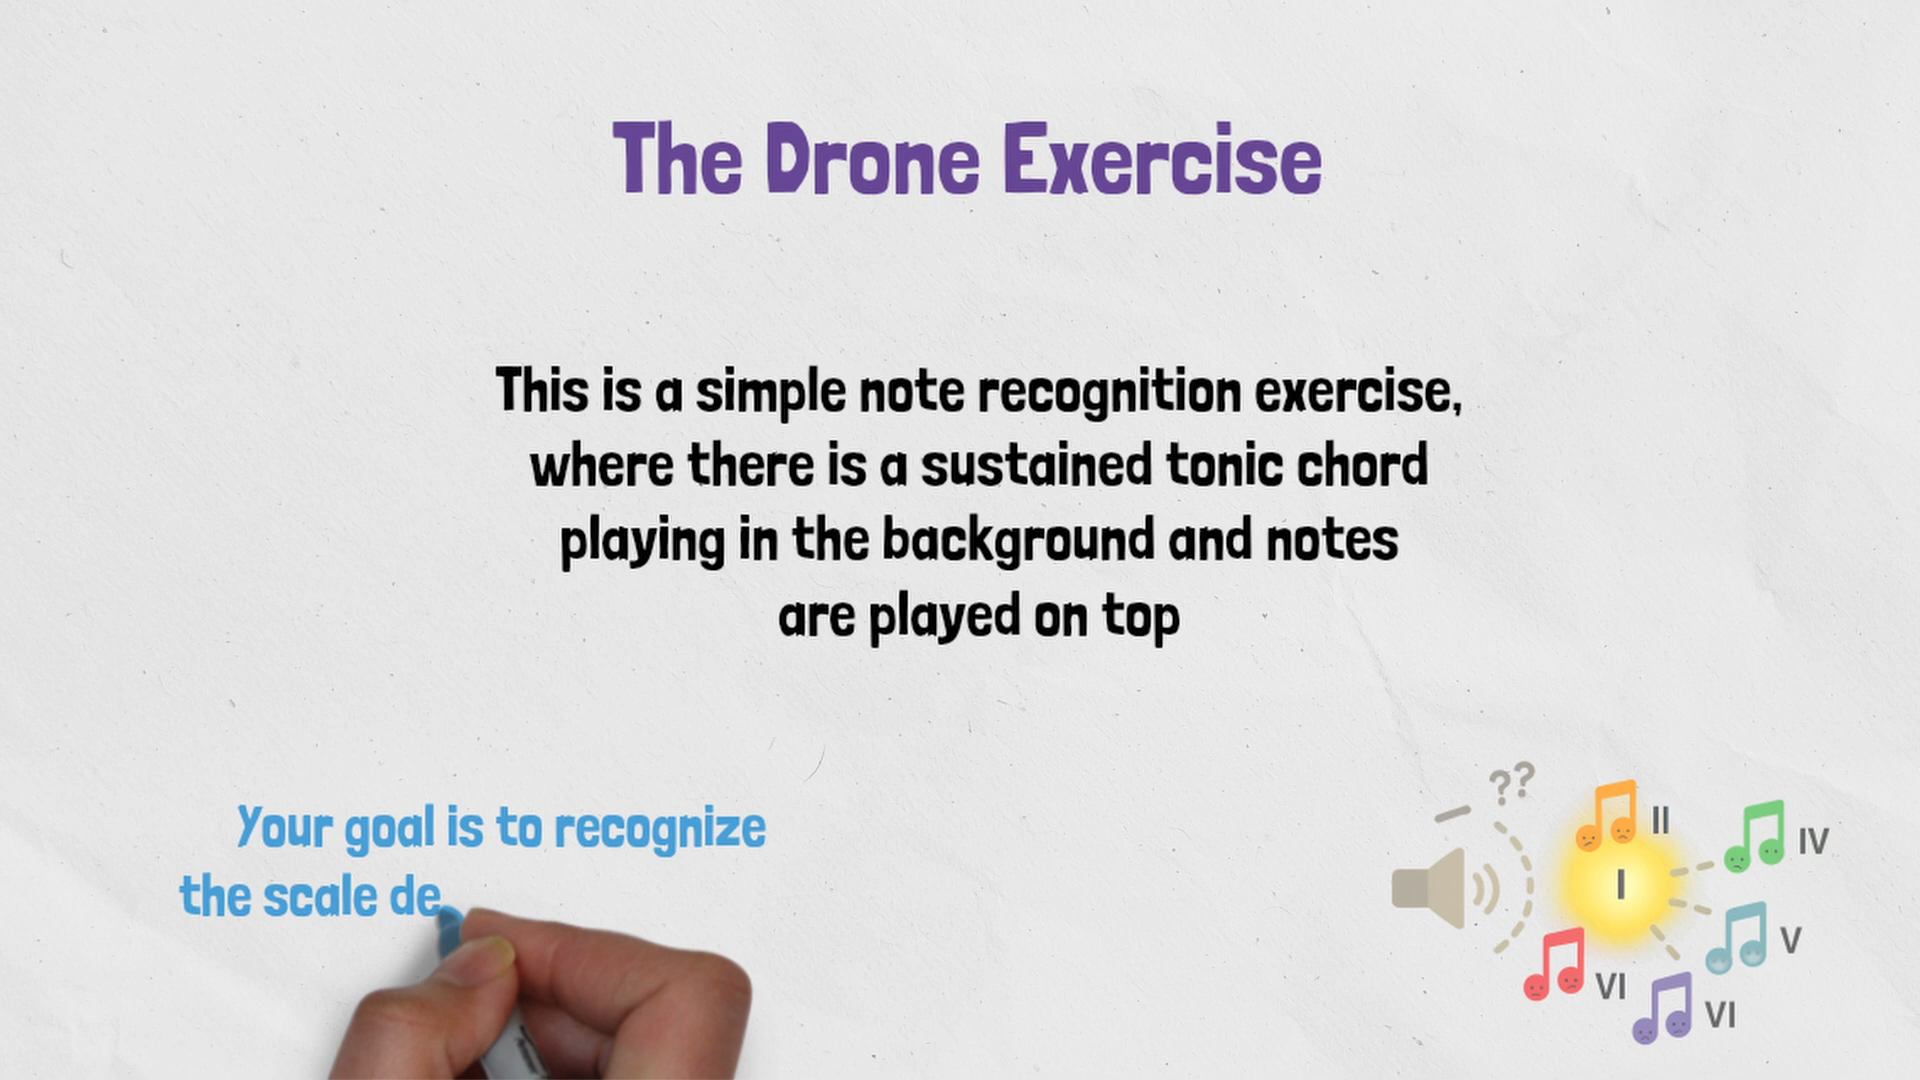 The Drone Exercise
This is a simple note recognition exercise,
where there is a sustained tonic chord
playing in the background and notes
are played on top
Your goal is to recognize
the scale de
??
II
IV
I
V
VI
VI